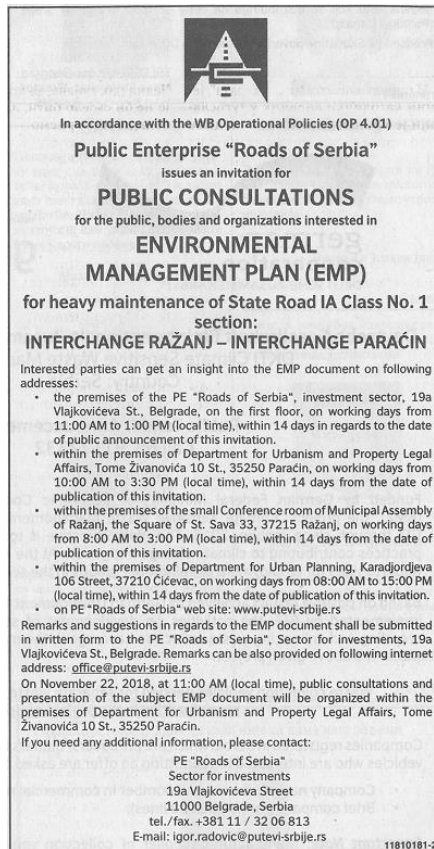 In accordance with the WB Operational Policies (OP 4.01)
Public Enterprise "Roads of Serbia"
issues an invitation for
PUBLIC CONSULTATIONS
for the public, bodies and organizations interested in
ENVIRONMENTAL
MANAGEMENT PLAN (EMP)
for heavy maintenance of State Road IA Class No. 1
section:
INTERCHANGE RAŽANJ – INTERCHANGE PARAĆIN
Interested parties can get an insight into the EMP document on following
addresses:
• the premises of the PE "Roads of Serbia", investment sector, 19a
Vlajkovićeva St., Belgrade, on the first floor, on working days from
11:00 AM to 1:00 PM (local time), within 14 days in regards to the date
of public announcement of this invitation.
• within the premises of Department for Urbanism and Property Legal
Affairs, Tome Živanovića 10 St., 35250 Paraćin, on working days from
10:00 AM to 3:30 PM (local time), within 14 days from the date of
publication of this invitation.
• within the premises of the small Conference room of Municipal Assembly
of Ražanj, the Square of St. Sava 33, 37215 Ražanj, on working days
from 8:00 AM to 3:00 PM (local time), within 14 days from the date of
publication of this invitation.
• within the premises of Department for Urban Planning, Karadjordjeva
106 Street, 37210 Ćićevac, on working days from 08:00 AM to 15:00 PM
(local time), within 14 days from the date of publication of this invitation.
• on PE "Roads of Serbia" web site: www.putevi-srbije.rs
Remarks and suggestions in regards to the EMP document shall be submitted
in written form to the PE "Roads of Serbia", Sector for investments, 19a
Vlajkovićeva St., Belgrade. Remarks can be also provided on following internet
address: office@putevi-srbije.rs
On November 22, 2018, at 11:00 AM (local time), public consultations and
presentation of the subject EMP document will be organized within the
premises of Department for Urbanism and Property Legal Affairs, Tome
Živanovića 10 St., 35250 Paraćin.
If you need any additional information, please contact:
PE "Roads of Serbia"
Sector for investments
19a Vlajkovićeva Street
11000 Belgrade, Serbia
tel./fax. +381 11 / 32 06 813
E-mail: igor.radovic@putevi-srbije.rs
11810181-2